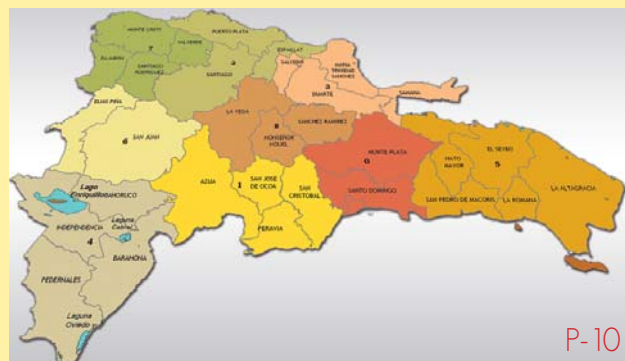 MONTE CRISTI
PUERTO PLATA
7
VALVERDE
ESPAILLAT
DAJABON
SANTIAGO
RODRIGUEZ
SANTIAGO
2
SALCEDO
MARIA
TRINIDAD
SANCHEZ
3
DUARTE
SAMANA
ELIAS PIÑA
6
SAN JUAN
LA VEGA
8
SANCHEZ RAMIREZ
MONSEÑOR
NOUEL
MONTE PLATA
0
SANTO DOMINGO
HATO
MAYOR
EL SEYBO
5
LA ALTAGRACIA
SAN PEDRO DE MACORIS
LA ROMANA
AZUA
1
SAN JOSE
DE OCOA
SAN
CRISTOBAL
PERAVIA
Lago
Enriquillo
BAHORUCO
Laguna
Cabral
INDEPENDENCIA
4
BARAHONA
PEDERNALES
Laguna
Oviedo
P-10